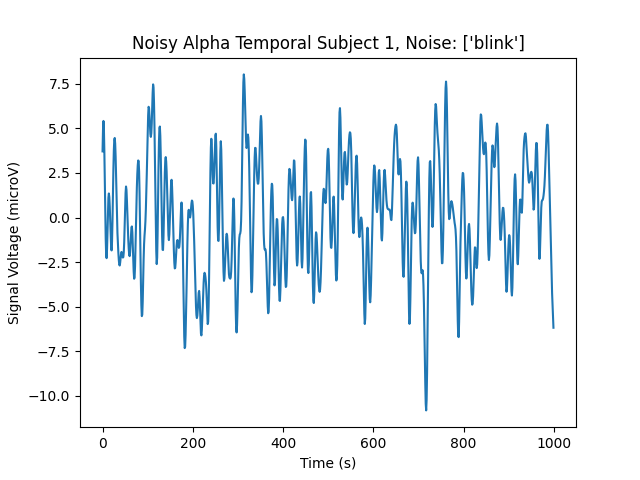 Noisy Alpha Temporal Subject 1, Noise: ['blink']
7.5
5.0
2.5
0.0
−2.5
−5.0
−7.5
−10.0
Signal Voltage (microV)
0 200 400 600 800 1000
Time (s)